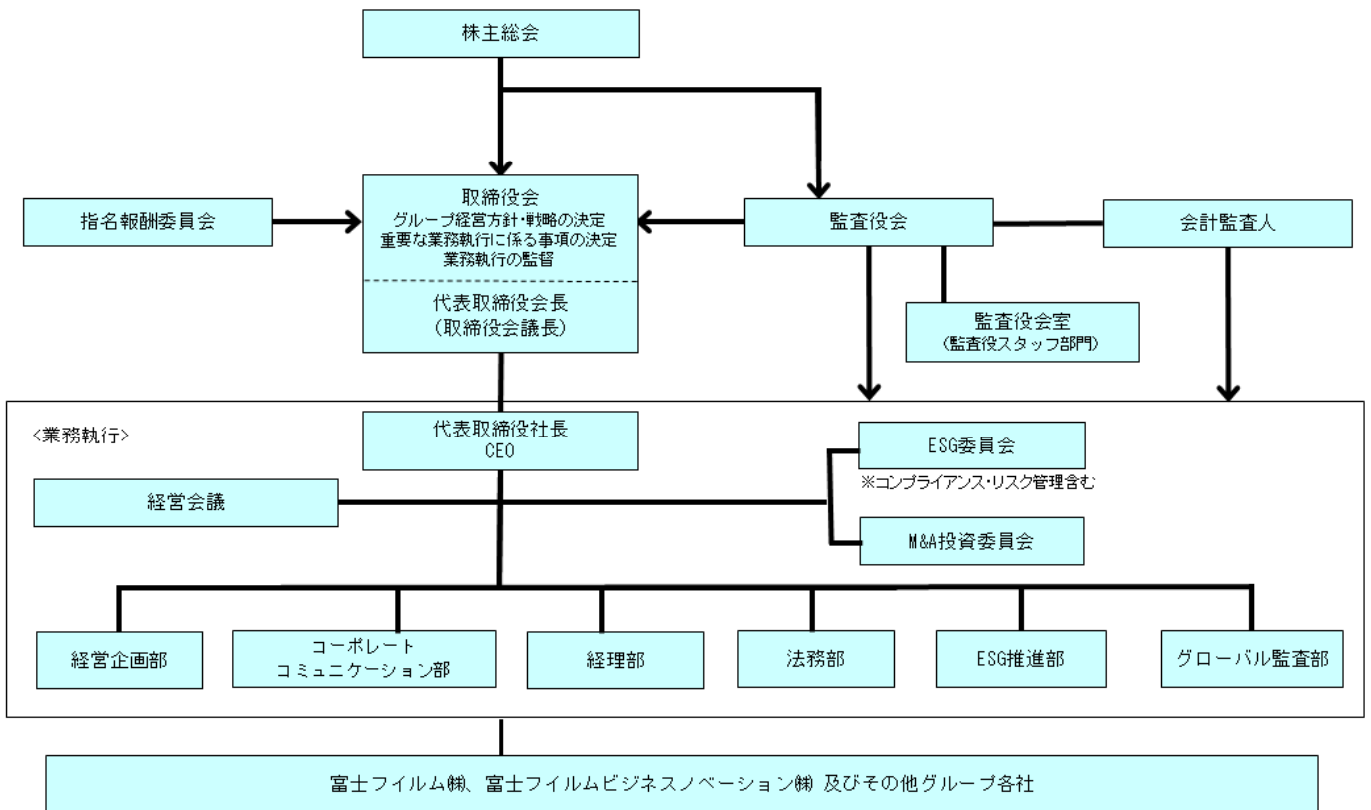 株主総会
指名報酬委員会
取締役会
グループ経営方針・戦略の決定
重要な業務執行に係る事項の決定
業務執行の監督
代表取締役会長
(取締役会議長)
監査役会
会計監査人
監査役会室
(監査役スタッフ部門)
<業務執行>
代表取締役社長
CEO
経営会議
ESG委員会
※コンプライアンス・リスク管理含む
M&A投資委員会
経営企画部
コーポレート
コミュニケーション部
経理部
法務部
ESG推進部
グローバル監査部
富士フイルム㈱、富士フイルムビジネスノベーション㈱ 及びその他グループ各社